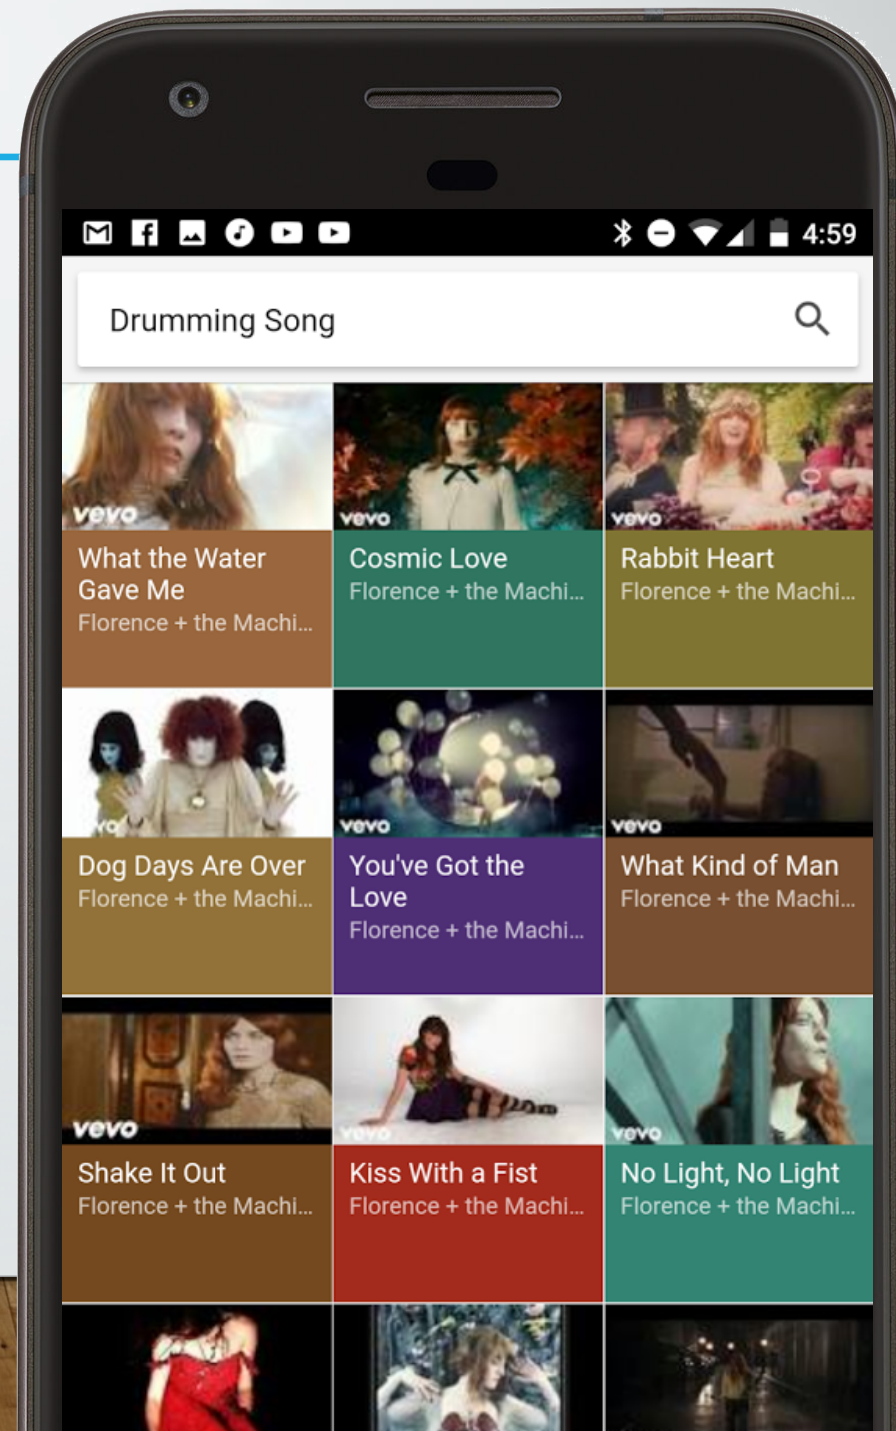 4:59
Drumming Song
vevo
vevo
vevo
What the Water
Gave Me
Florence + the Machi...
Cosmic Love
Florence + the Machi...
Rabbit Heart
Florence + the Machi...
vevo
vevo
Dog Days Are Over
Florence + the Machi...
You've Got the
Love
Florence + the Machi...
What Kind of Man
Florence + the Machi...
vevo
vevo
vevo
Shake It Out
Florence + the Machi...
Kiss With a Fist
Florence + the Machi...
No Light, No Light
Florence + the Machi...